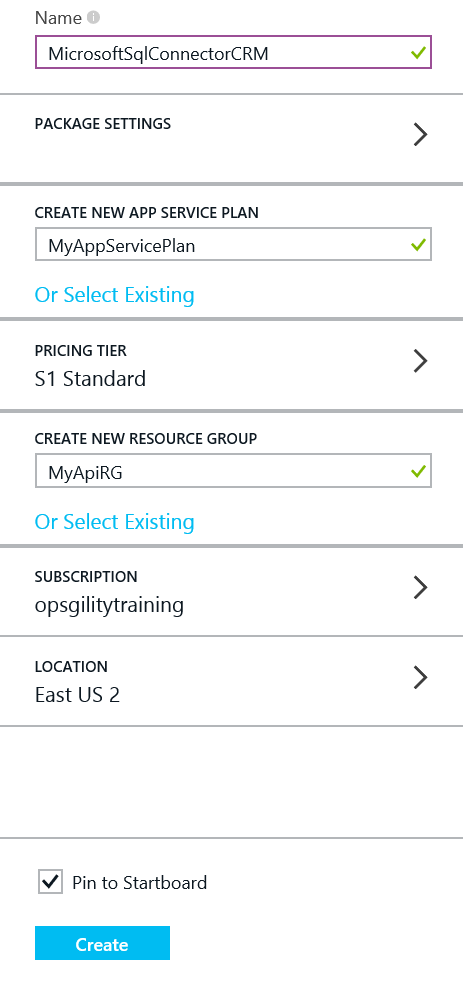 Name
MicrosoftSqlConnectorCRM
PACKAGE SETTINGS
CREATE NEW APP SERVICE PLAN
MyAppServicePlan
Or Select Existing
PRICING TIER
S1 Standard
CREATE NEW RESOURCE GROUP
MyApiRG
Or Select Existing
SUBSCRIPTION
opsgilitytraining
LOCATION
East US 2
Pin to Startboard
Create